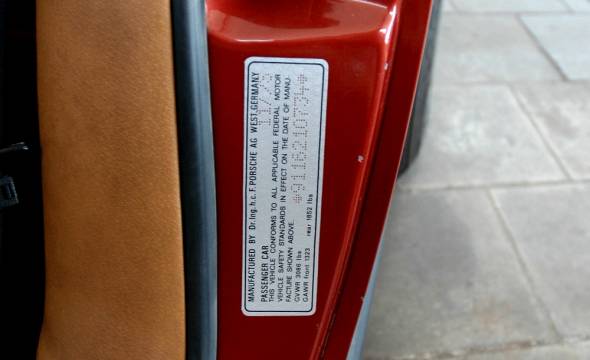 MANUFACTURED BY Dr.Ing.h.c.F.PORSCHE AG WEST.GERMANY
PASSENGER CAR
THIS VEHICLE CONFORMS TO ALL APPLICABLE FEDERAL MOTOR
VEHICLE SAFETY STANDARDS IN EFFECT ON THE DATE OF MANU-
FACTURE SHOWN ABOVE.
GVWR 3086 lbs
GAWR front 1323 rear 1852 lbs